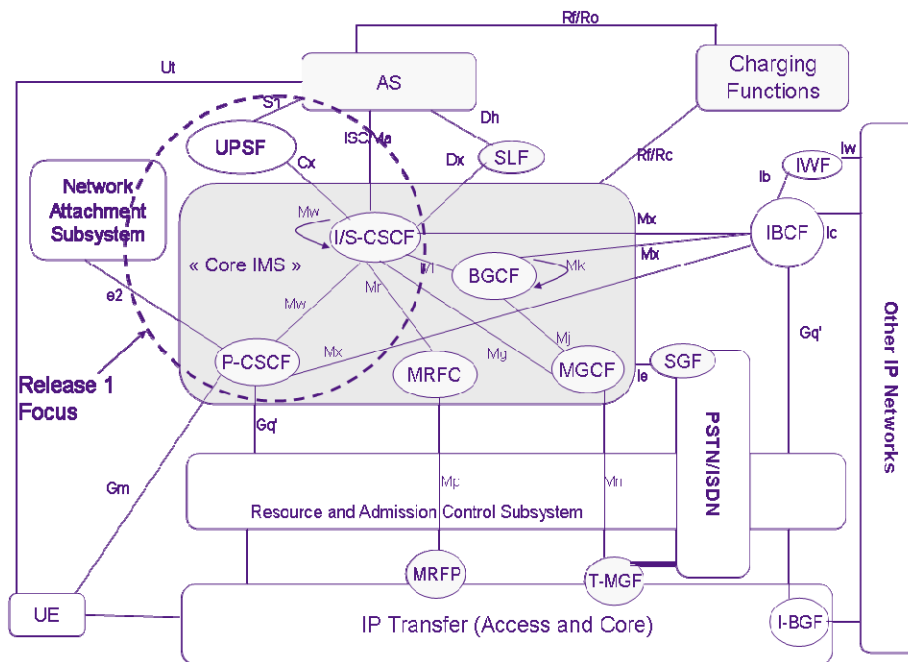 Rf/Ro
Ut
AS
Charging
Functions
S1
Dh
ISC/Ma
UPSF
Cx
Dx
SLF
Rf/Rc
Iw
Ib
IWF
Network
Attachment
Subsystem
Mw
I/S-CSCF
Mx
IBCF
Ic
« Core IMS »
BGCF
Mk
Mx
e2
Mw
Mr
Mx
My
Mj
Gq'
P-CSCF
MRFC
MGCF
Ie
SGF
Release 1
Focus
Gq'
PSTN/ISDN
Other IP Networks
Gm
Mp
Mn
Resource and Admission Control Subsystem
MRFP
T-MGF
UE
IP Transfer (Access and Core)
I-BGF